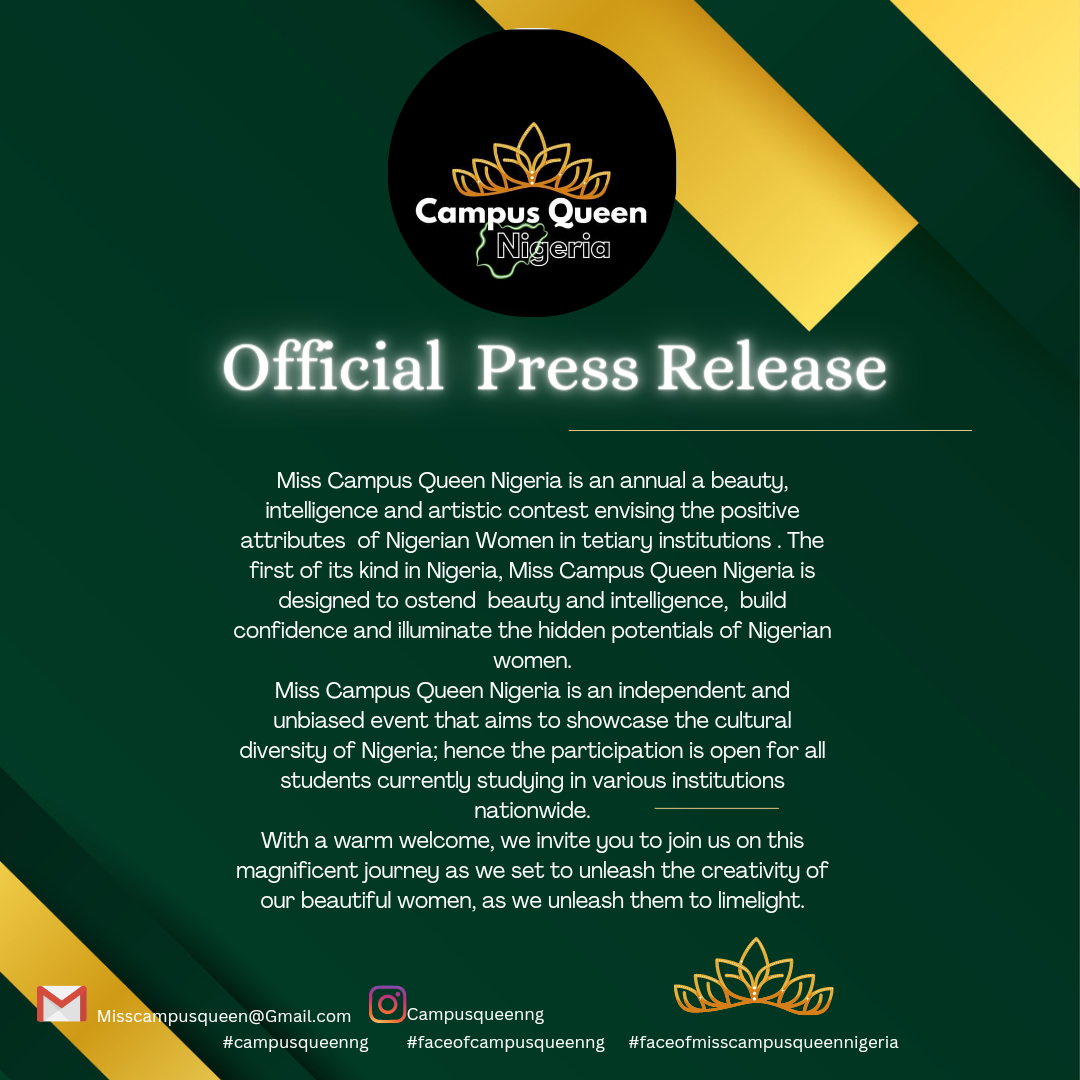 Campus Queen
Nigeria
Official Press Release
Miss Campus Queen Nigeria is an annual a beauty,
intelligence and artistic contest envising the positive
attributes of Nigerian Women in tetiary institutions . The
first of its kind in Nigeria, Miss Campus Queen Nigeria is
designed to ostend beauty and intelligence, build
confidence and illuminate the hidden potentials of Nigerian
women.
Miss Campus Queen Nigeria is an independent and
unbiased event that aims to showcase the cultural
diversity of Nigeria; hence the participation is open for all
students currently studying in various institutions
nationwide.
With a warm welcome, we invite you to join us on this
magnificent journey as we set to unleash the creativity of
our beautiful women, as we unleash them to limelight.
Misscampusqueen@Gmail.com
Campusqueenng
#campusqueenng #faceofcampusqueenng #faceofmisscampusqueennigeria